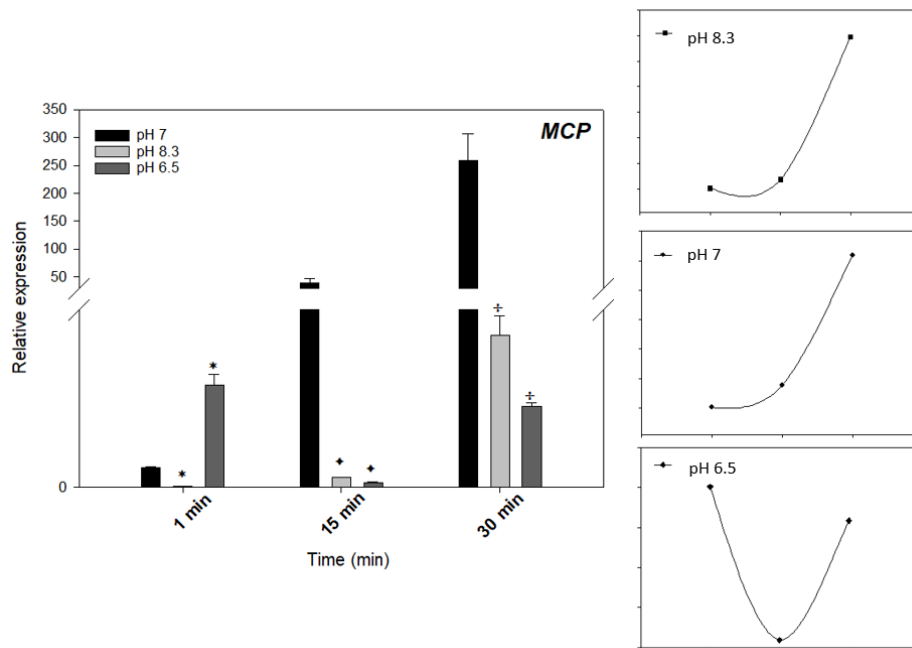 MCP
pH 7
pH 8.3
pH 6.5
Relative expression
350
300
250
200
150
100
50
0
*
*
✦
✦
‡
‡
1 min
15 min
30 min
Time (min)
pH 8.3
pH 7
pH 6.5